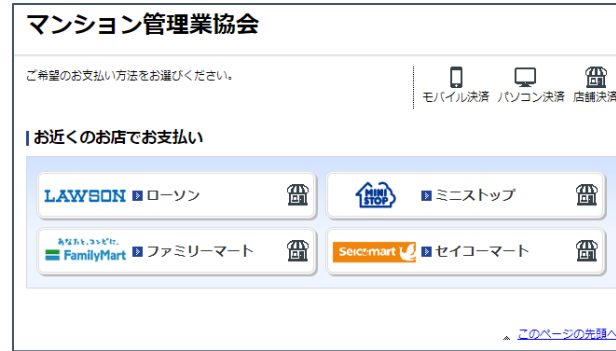 マンション管理業協会
ご希望のお支払い方法をお選びください。
モバイル決済 パソコン決済 店舗決済
お近くのお店でお支払い
LAWSON ローソン
MINI STOP ミニストップ
あなたと、コンビに、
FamilyMart ファミリーマート
Seicomart セイコーマート
このページの先頭へ